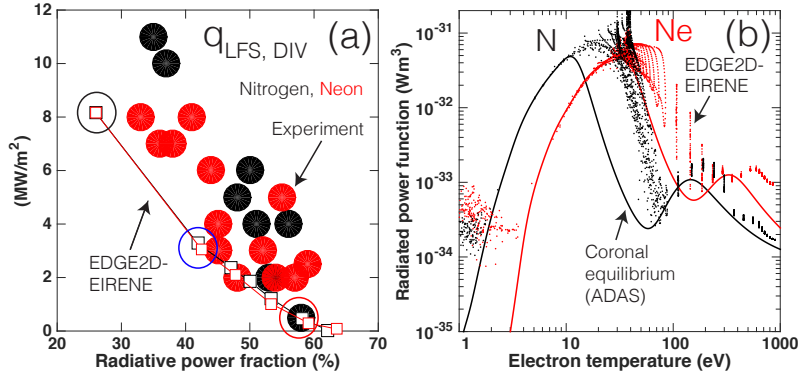 (a)
q LFS, DIV
Nitrogen, Neon
Experiment
EDGE2D-
EIRENE
(MW/m²)
12
10
8
6
4
2
0
20
30
40
50
60
70
Radiative power fraction (%)
(b)
N
Ne
EDGE2D-
EIRENE
Coronal
equilibrium
(ADAS)
Radiated power function (Wm³)
10-31
10-32
10-33
10-34
10-35
1
10
100
1000
Electron temperature (eV)